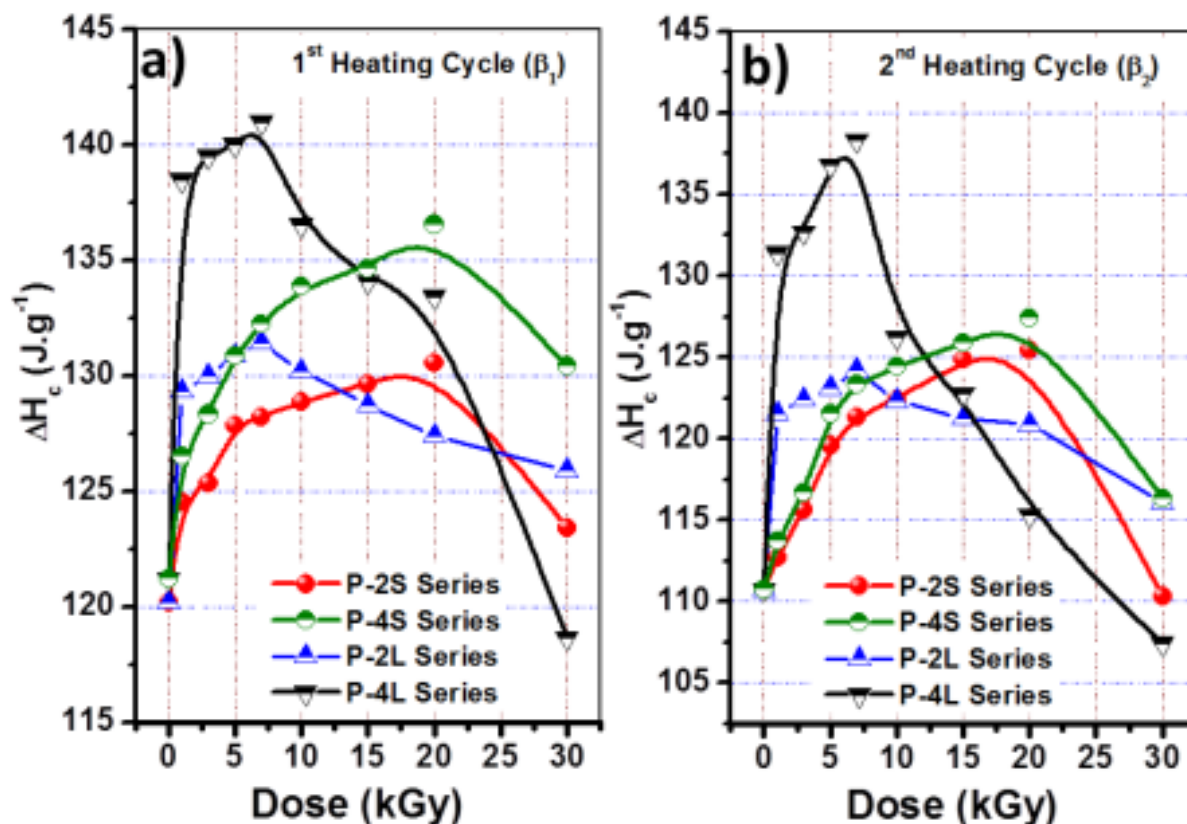 a) 1st Heating Cycle (β1)
145
140
135
130
125
120
115
ΔHc (J.g-1)
P-2S Series
P-4S Series
P-2L Series
P-4L Series
0 5 10 15 20 25 30
Dose (kGy)
b) 2nd Heating Cycle (β2)
145
140
135
130
125
120
115
110
105
ΔHc (J.g-1)
P-2S Series
P-4S Series
P-2L Series
P-4L Series
0 5 10 15 20 25 30
Dose (kGy)